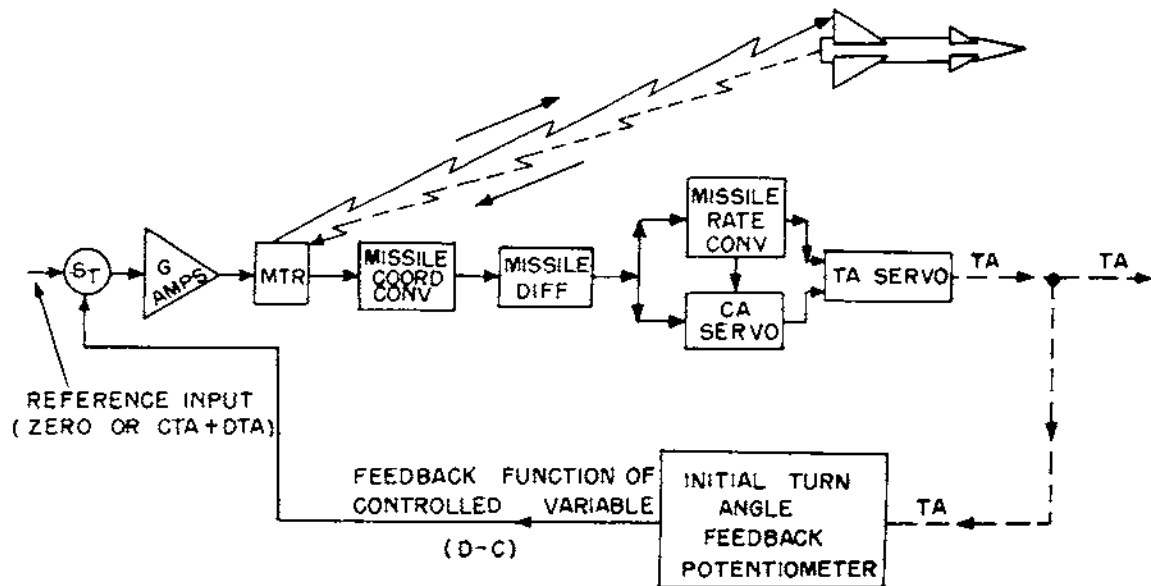 MISSILE
RATE
CONV
S_T
G
AMPS
MTR
MISSILE
COORD
CONV
MISSILE
DIFF
CA
SERVO
TA SERVO
TA
TA
REFERENCE INPUT
(ZERO OR CTA+DTA)
FEEDBACK FUNCTION OF
CONTROLLED VARIABLE
(D-C)
INITIAL TURN
ANGLE
FEEDBACK
POTENTIOMETER
TA